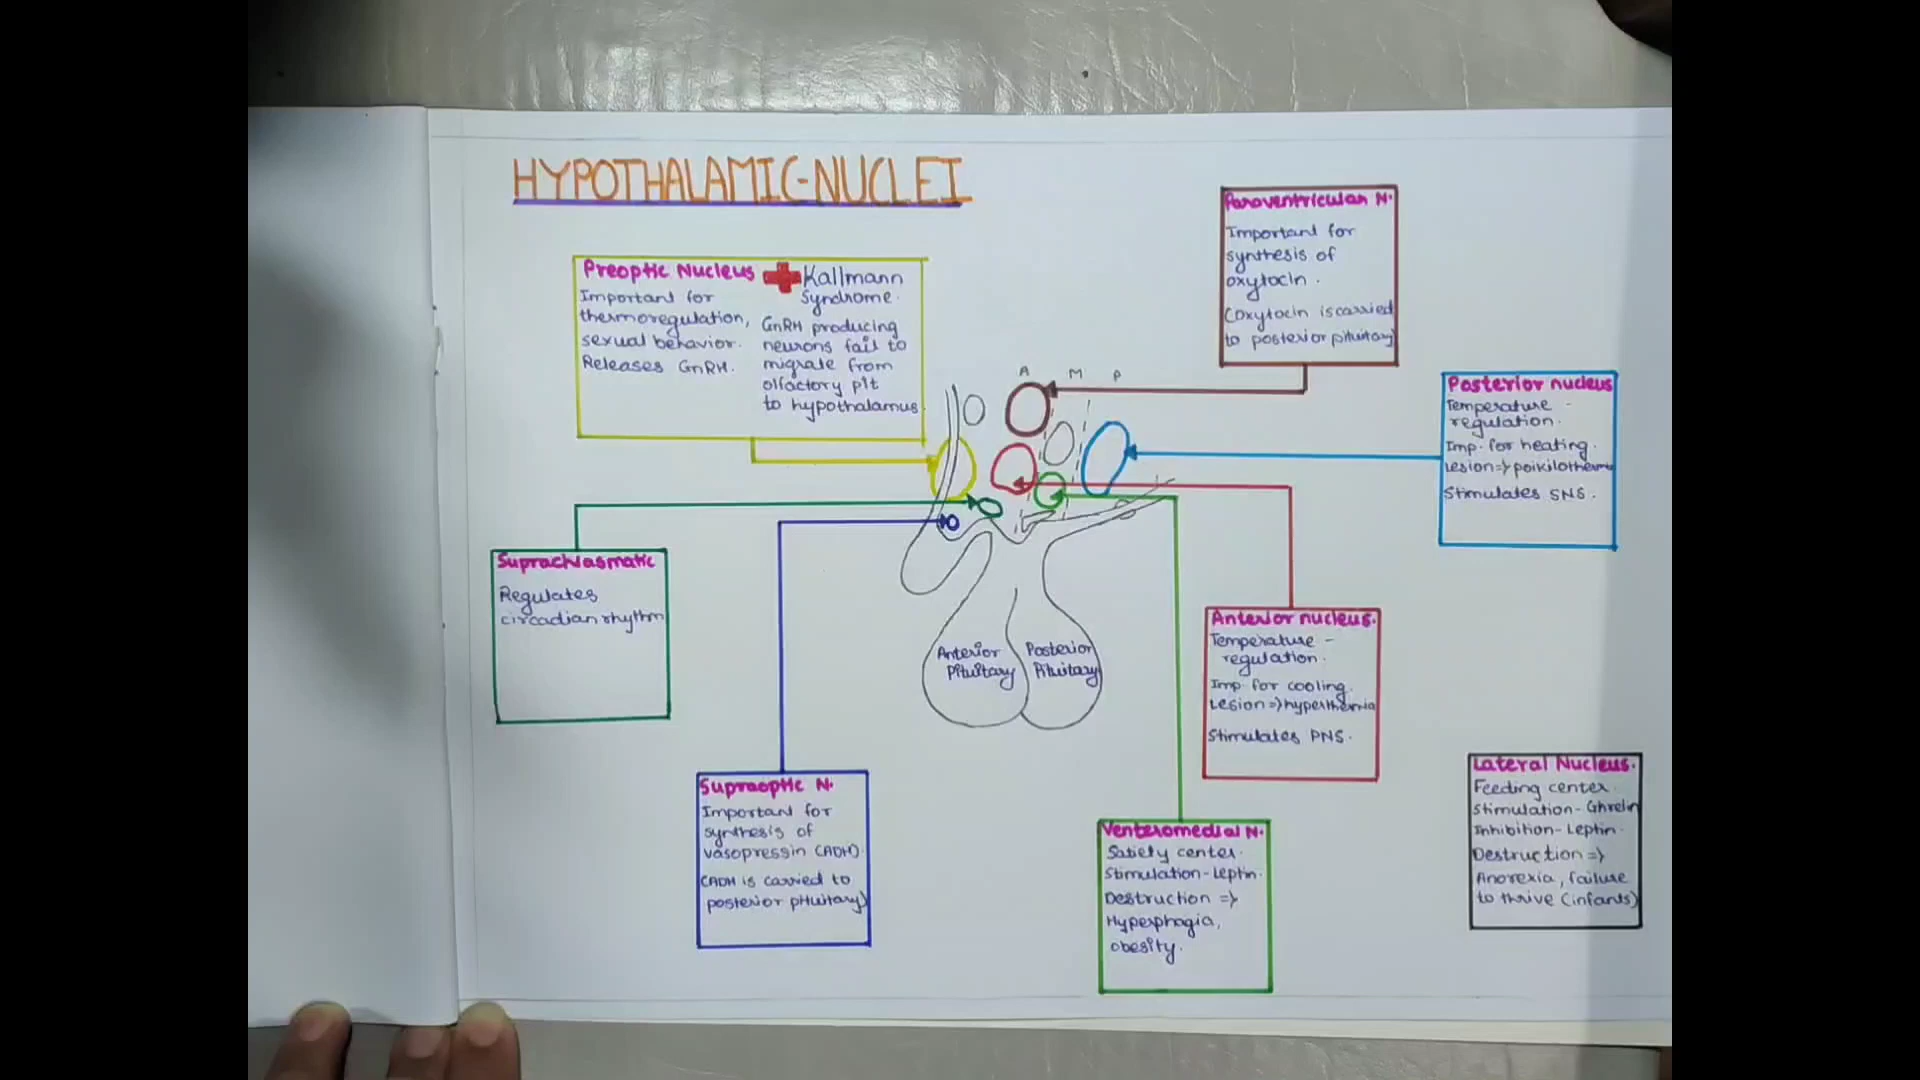 HYPOTHALAMIC-NUCLEI
Preoptic Nucleus
Important for
thermoregulation,
sexual behavior.
Releases GnRH.
Kallmann
Syndrome.
GnRH producing
neurons fail to
migrate from
olfactory pit
to hypothalamus
Paraventricular N.
Important for
synthesis of
oxytocin.
(oxytocin is carried
to posterior pituitary)
A M P
Posterior nucleus
Temperature -
regulation.
Imp. for heating.
Lesion => poikilothermia
Stimulates SNS.
Suprachiasmatic
Regulates
circadian rhythm
Anterior
Pituitary
Posterior
Pituitary
Anterior nucleus.
Temperature -
regulation.
Imp. for cooling.
Lesion => hyperthermia
Stimulates PNS.
Supraoptic N.
Important for
synthesis of
vasopressin (ADH).
(ADH is carried to
posterior pituitary)
Venteromedial N.
Satiety center.
Stimulation - Leptin.
Destruction =>
Hyperphagia,
obesity.
Lateral Nucleus.
Feeding center.
Stimulation - Ghrelin
Inhibition - Leptin.
Destruction =>
Anorexia, failure
to thrive (infants)